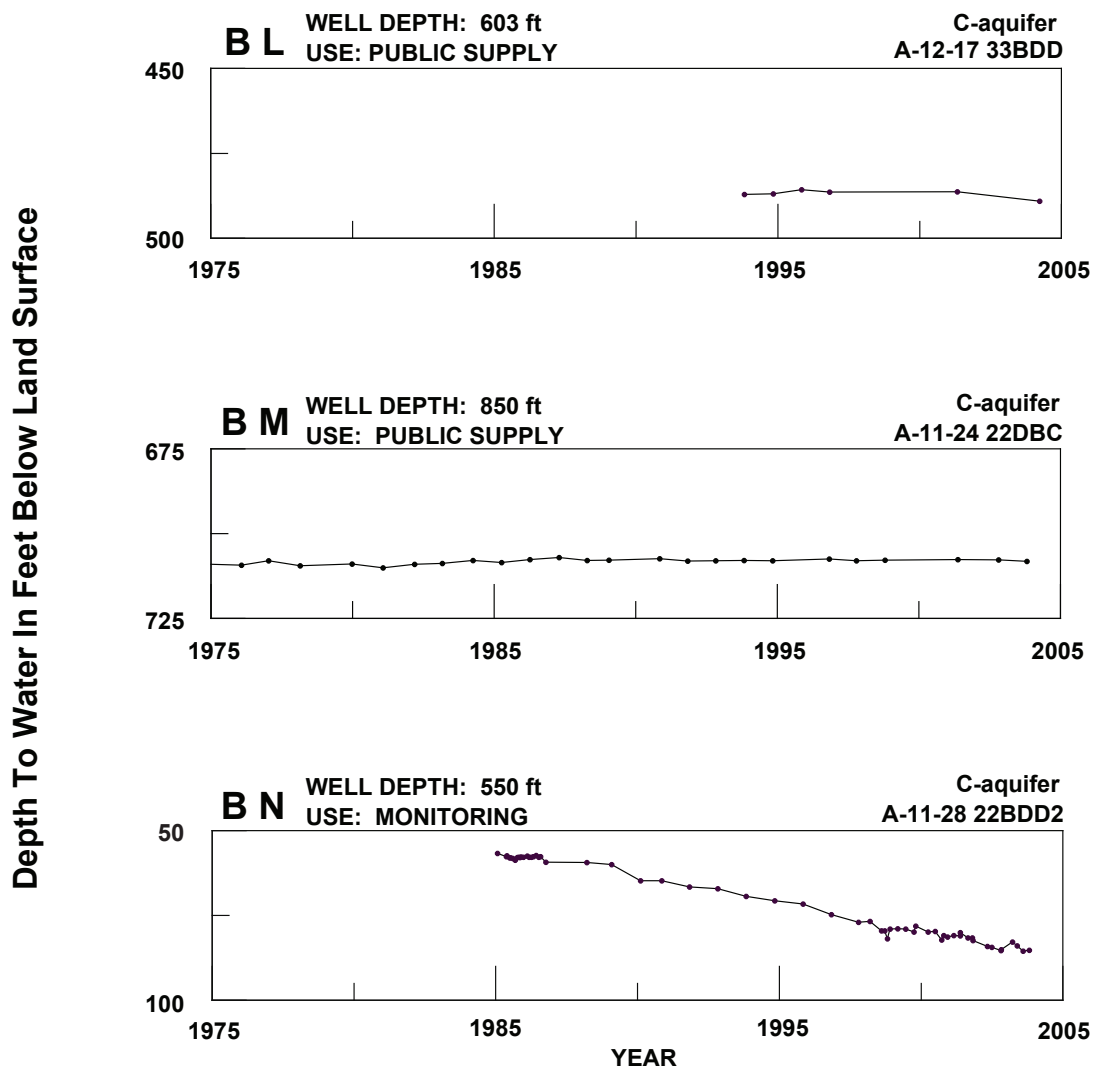 Depth To Water In Feet Below Land Surface
B L
WELL DEPTH: 603 ft
USE: PUBLIC SUPPLY
C-aquifer
A-12-17 33BDD
450
500
1975 1985 1995 2005
B M
WELL DEPTH: 850 ft
USE: PUBLIC SUPPLY
C-aquifer
A-11-24 22DBC
675
725
1975 1985 1995 2005
B N
WELL DEPTH: 550 ft
USE: MONITORING
C-aquifer
A-11-28 22BDD2
50
100
1975 1985 1995 2005
YEAR